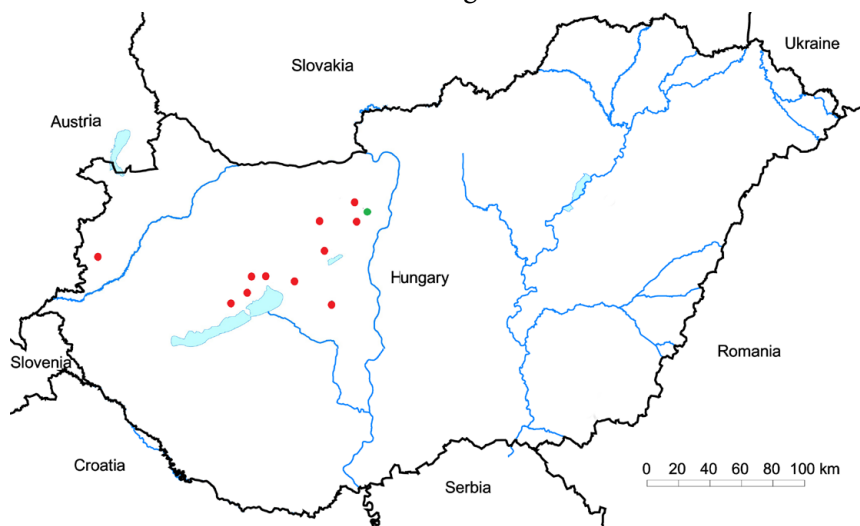 Slovakia
Ukraine
Austria
Hungary
Slovenia
Romania
Croatia
Serbia
0 20 40 60 80 100 km